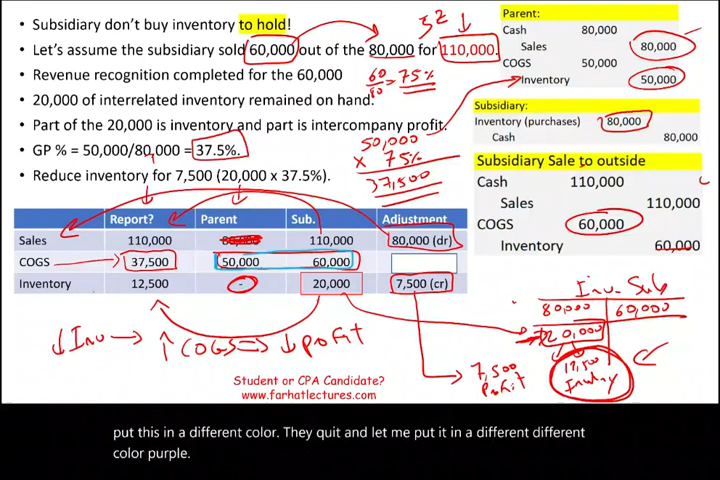 Subsidiary don't buy inventory to hold!
Let's assume the subsidiary sold 60,000 out of the 80,000 for 110,000.
Revenue recognition completed for the 60,000
20,000 of interrelated inventory remained on hand.
Part of the 20,000 is inventory and part is intercompany profit.
GP % = 50,000/80,000 = 37.5%.
Reduce inventory for 7,500 (20,000 x 37.5%).
60/80 = 75%
50,000
x 75%
37,500
Parent:
Cash 80,000
Sales 80,000
COGS 50,000
Inventory 50,000
Subsidiary:
Inventory (purchases) 80,000
Cash 80,000
Subsidiary Sale to outside
Cash 110,000
Sales 110,000
COGS 60,000
Inventory 60,000
Report? Parent Sub. Adjustment
Sales 110,000 110,000 80,000 (dr)
COGS 37,500 50,000 60,000
Inventory 12,500 - 20,000 7,500 (cr)
↓ Inv → ↑ COGS ⇒ ↓ profit
Inv Sub
80,000 60,000
20,000
7,500
Profit
12,500
Inventory
Student or CPA Candidate?
www.farhatlectures.com
put this in a different color. They quit and let me put it in a different different
color purple.